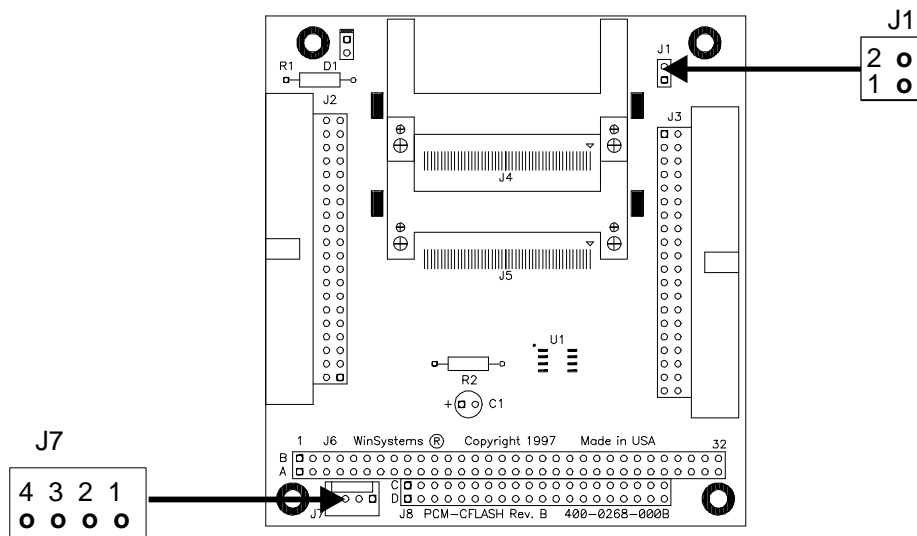 J1
2 o
1 o
J1
R1 D1
J2
J3
J4
J5
U1
R2
+ C1
1 J6 WinSystems ® Copyright 1997 Made in USA 32
B
A
C
D
J7
J8 PCM-CFLASH Rev. B 400-0268-000B
J7
4 3 2 1
o o o o